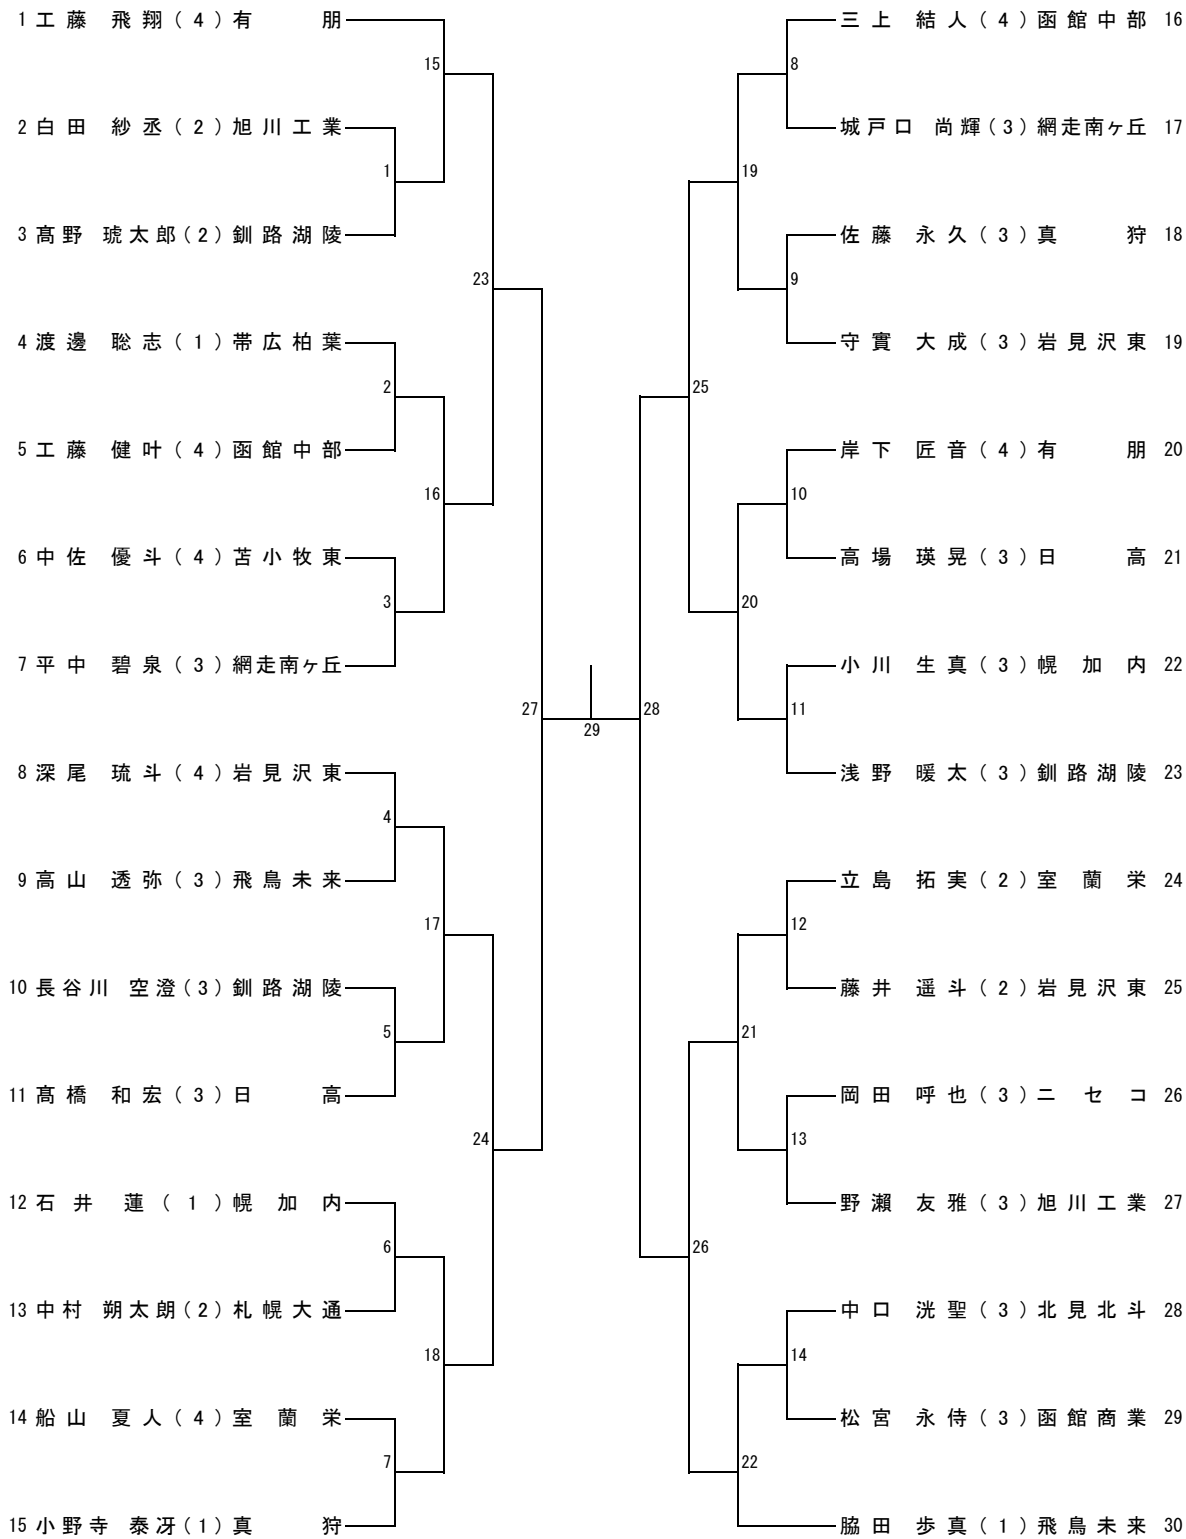 1 工藤 飛翔(4)有朋
15
2 白田 紗丞(2)旭川工業
1
3 髙野 琥太郎(2)釧路湖陵
23
4 渡邊 聡志(1)帯広柏葉
2
5 工藤 健叶(4)函館中部
16
6 中佐 優斗(4)苫小牧東
3
7 平中 碧泉(3)網走南ヶ丘
27
8 深尾 琉斗(4)岩見沢東
4
9 高山 透弥(3)飛鳥未来
17
10 長谷川 空澄(3)釧路湖陵
5
11 髙橋 和宏(3)日高
24
12 石井 蓮(1)幌加内
6
13 中村 朔太朗(2)札幌大通
18
14 船山 夏人(4)室蘭栄
7
15 小野寺 泰冴(1)真狩
29
三上 結人(4)函館中部 16
8
城戸口 尚輝(3)網走南ヶ丘 17
19
佐藤 永久(3)真狩 18
9
守實 大成(3)岩見沢東 19
25
岸下 匠音(4)有朋 20
10
高場 瑛晃(3)日高 21
20
小川 生真(3)幌加内 22
11
28
浅野 暖太(3)釧路湖陵 23
立島 拓実(2)室蘭栄 24
12
藤井 遥斗(2)岩見沢東 25
21
岡田 呼也(3)ニセコ 26
13
野瀨 友雅(3)旭川工業 27
26
中口 洸聖(3)北見北斗 28
14
松宮 永侍(3)函館商業 29
22
脇田 歩真(1)飛鳥未来 30